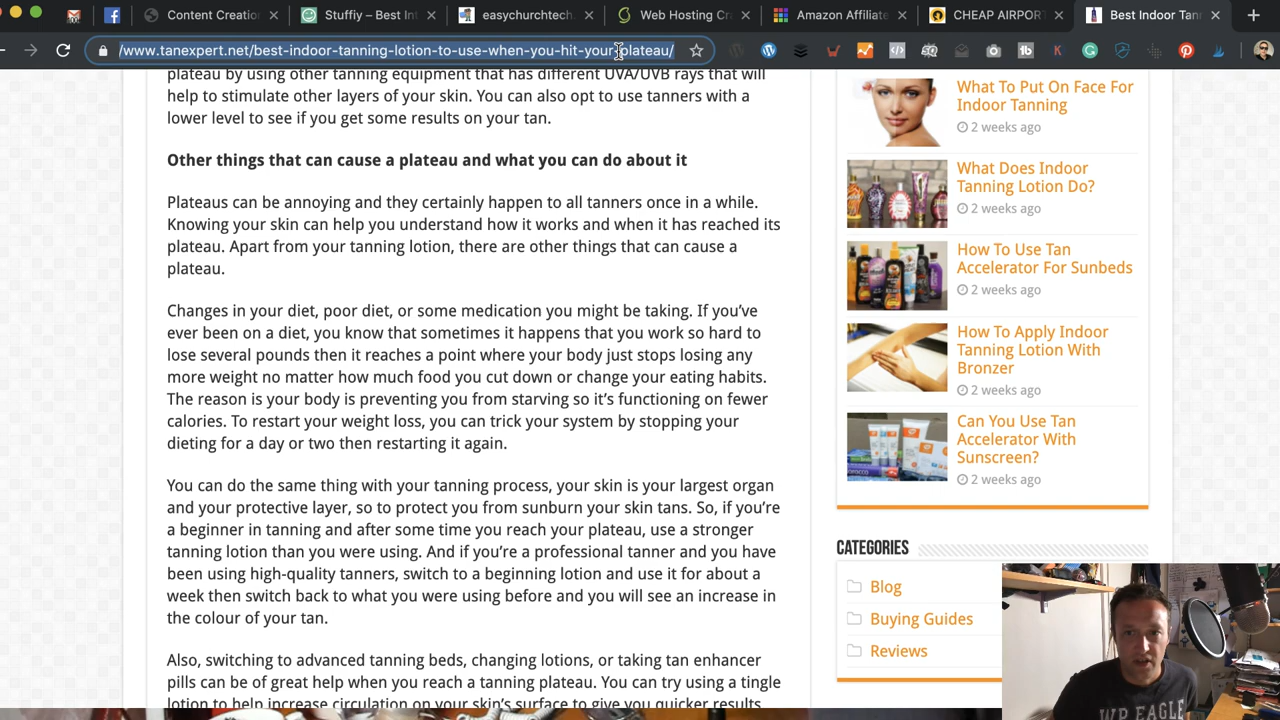 Content Creation
Stuffiy – Best Int
easychurchtech.
Web Hosting Cr
Amazon Affiliate
CHEAP AIRPORT
Best Indoor Tann
/www.tanexpert.net/best-indoor-tanning-lotion-to-use-when-you-hit-your-plateau/
plateau by using other tanning equipment that has different UVA/UVB rays that will
help to stimulate other layers of your skin. You can also opt to use tanners with a
lower level to see if you get some results on your tan.
Other things that can cause a plateau and what you can do about it
Plateaus can be annoying and they certainly happen to all tanners once in a while.
Knowing your skin can help you understand how it works and when it has reached its
plateau. Apart from your tanning lotion, there are other things that can cause a
plateau.
Changes in your diet, poor diet, or some medication you might be taking. If you've
ever been on a diet, you know that sometimes it happens that you work so hard to
lose several pounds then it reaches a point where your body just stops losing any
more weight no matter how much food you cut down or change your eating habits.
The reason is your body is preventing you from starving so it's functioning on fewer
calories. To restart your weight loss, you can trick your system by stopping your
dieting for a day or two then restarting it again.
You can do the same thing with your tanning process, your skin is your largest organ
and your protective layer, so to protect you from sunburn your skin tans. So, if you're
a beginner in tanning and after some time you reach your plateau, use a stronger
tanning lotion than you were using. And if you're a professional tanner and you have
been using high-quality tanners, switch to a beginning lotion and use it for about a
week then switch back to what you were using before and you will see an increase in
the colour of your tan.
Also, switching to advanced tanning beds, changing lotions, or taking tan enhancer
pills can be of great help when you reach a tanning plateau. You can try using a tingle
lotion to help increase circulation on your skin's surface to give you quicker results
What To Put On Face For
Indoor Tanning
2 weeks ago
What Does Indoor
Tanning Lotion Do?
2 weeks ago
How To Use Tan
Accelerator For Sunbeds
2 weeks ago
How To Apply Indoor
Tanning Lotion With
Bronzer
2 weeks ago
Can You Use Tan
Accelerator With
Sunscreen?
2 weeks ago
CATEGORIES
Blog
Buying Guides
Reviews
WR EAGLE